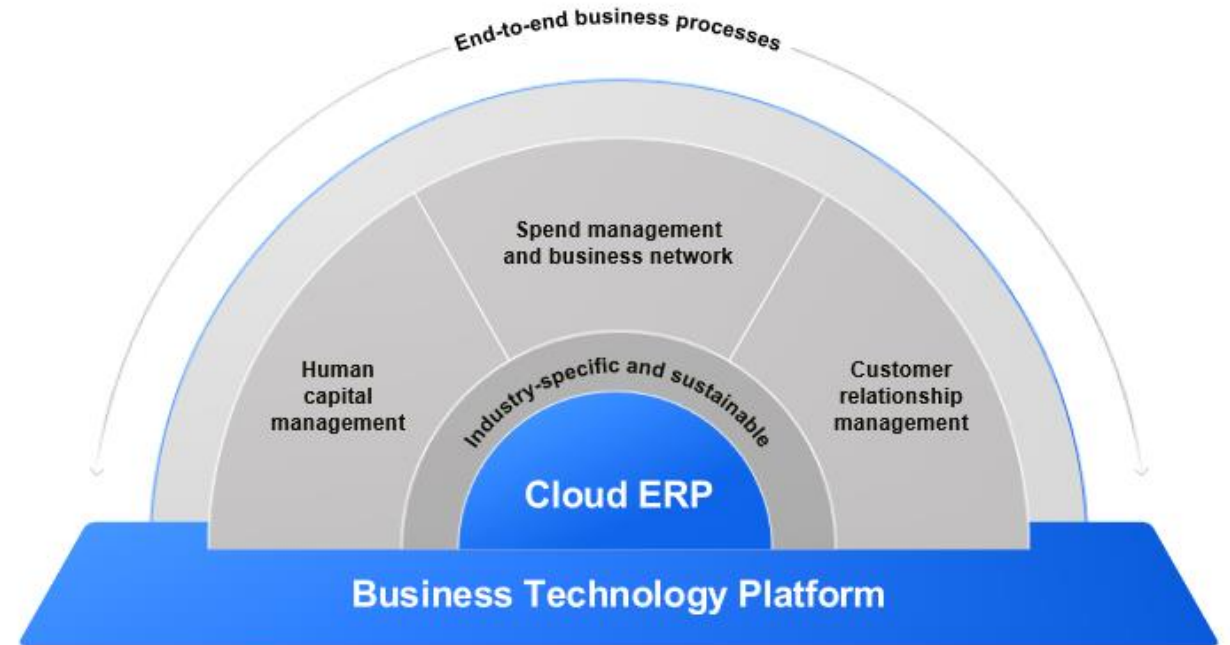 End-to-end business processes
Spend management
and business network
Human
capital
management
Customer
relationship
management
Industry-specific and sustainable
Cloud ERP
Business Technology Platform